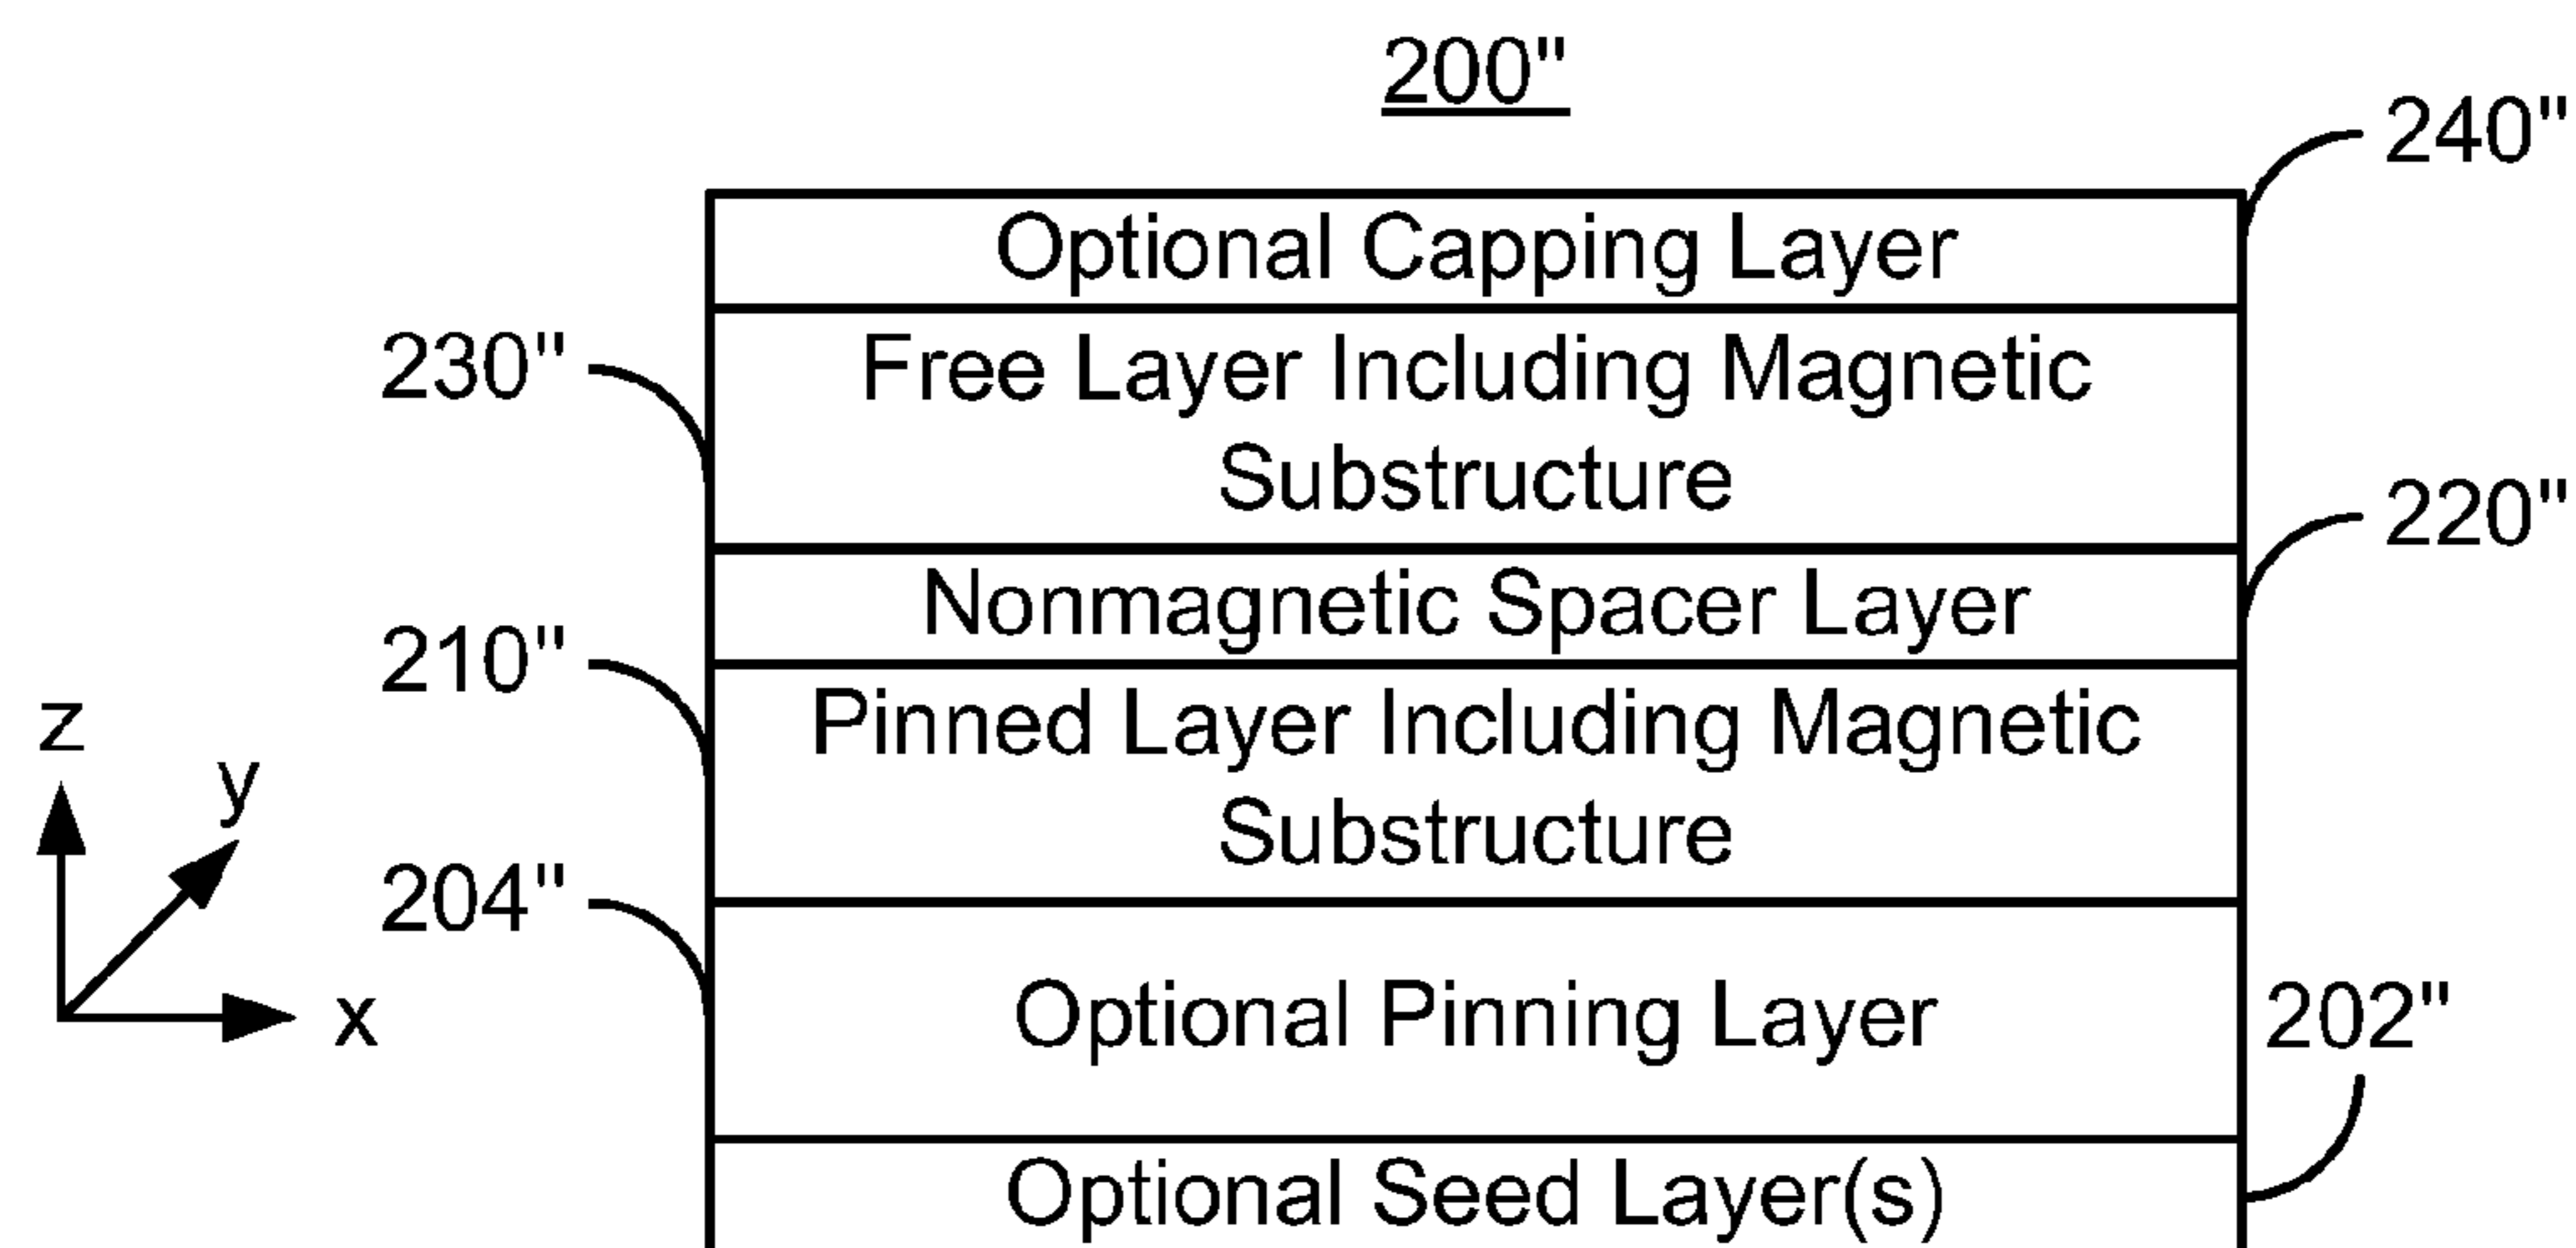 200"
240"
Optional Capping Layer
230"
Free Layer Including Magnetic
Substructure
220"
Nonmagnetic Spacer Layer
210"
Pinned Layer Including Magnetic
Substructure
204"
Optional Pinning Layer
202"
Optional Seed Layer(s)
z
y
x